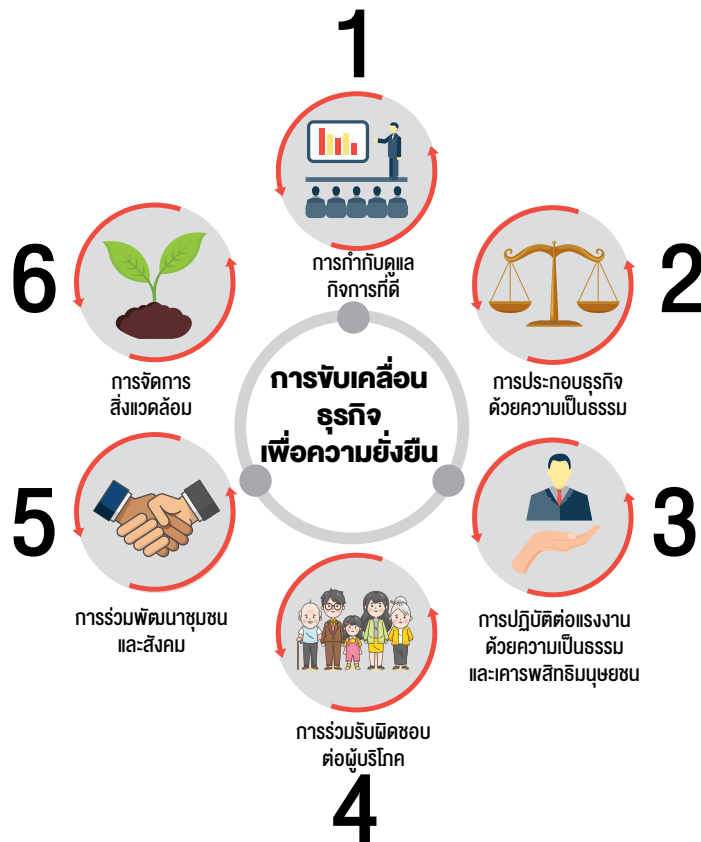 1
การกำกับดูแล
กิจการที่ดี
2
การประกอบธุรกิจ
ด้วยความเป็นธรรม
3
การปฏิบัติต่อแรงงาน
ด้วยความเป็นธรรม
และเคารพสิทธิมนุษยชน
4
การร่วมรับผิดชอบ
ต่อผู้บริโภค
5
การร่วมพัฒนาชุมชน
และสังคม
6
การจัดการ
สิ่งแวดล้อม
การขับเคลื่อน
ธุรกิจ
เพื่อความยั่งยืน